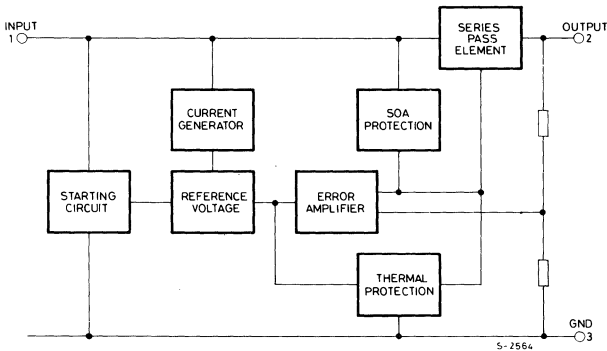 INPUT
1
SERIES
PASS
ELEMENT
OUTPUT
2
CURRENT
GENERATOR
SOA
PROTECTION
STARTING
CIRCUIT
REFERENCE
VOLTAGE
ERROR
AMPLIFIER
THERMAL
PROTECTION
GND
3
S-2564